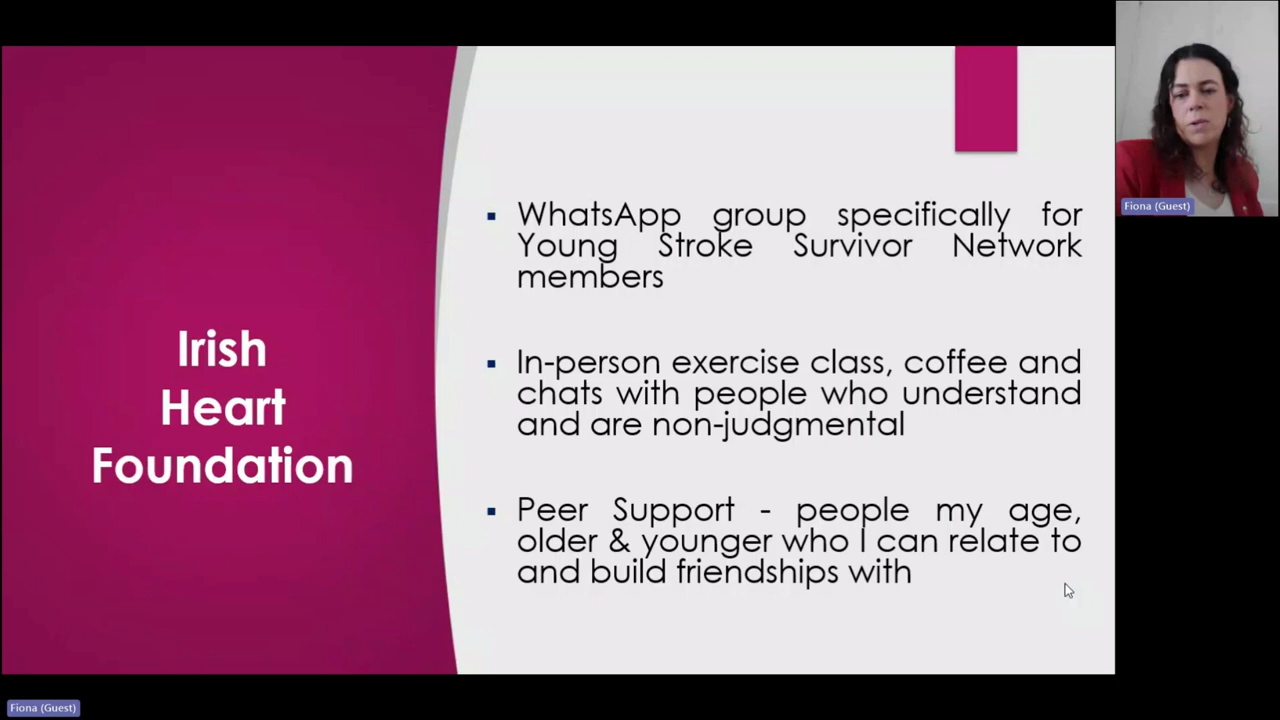 Irish
Heart
Foundation
▪ WhatsApp group specifically for
Young Stroke Survivor Network
members
▪ In-person exercise class, coffee and
chats with people who understand
and are non-judgmental
▪ Peer Support - people my age,
older & younger who I can relate to
and build friendships with
Fiona (Guest)
Fiona (Guest)